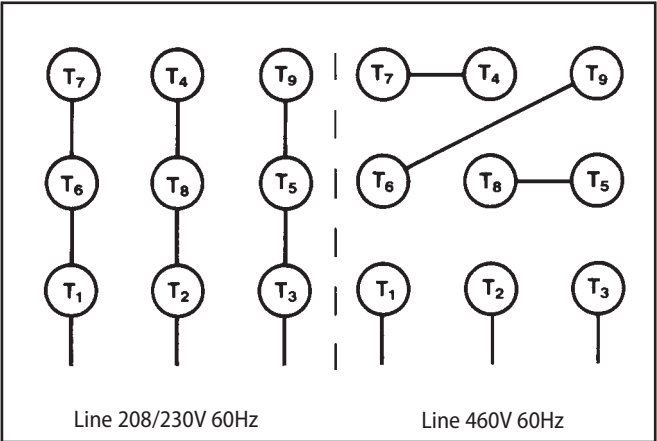 T₇ T₄ T₉ T₇ T₄ T₉
T₆ T₈ T₅ T₆ T₈ T₅
T₁ T₂ T₃ T₁ T₂ T₃
Line 208/230V 60Hz Line 460V 60Hz